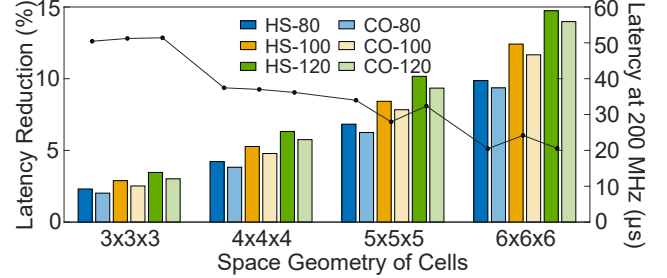 Latency Reduction (%)
15
10
5
0
HS-80 CO-80
HS-100 CO-100
HS-120 CO-120
60
50
40
30
20
10
0
Latency at 200 MHz (μs)
3x3x3 4x4x4 5x5x5 6x6x6
Space Geometry of Cells